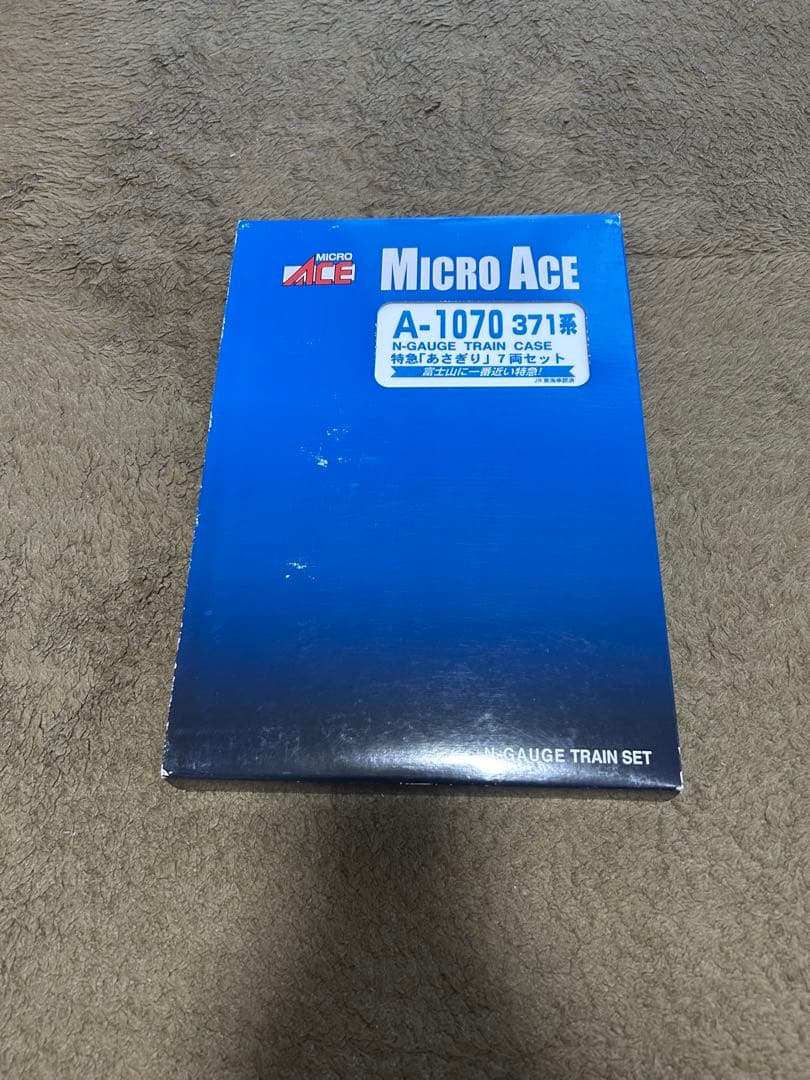 MICRO
ACE
MICRO ACE
A-1070 371系
N-GAUGE TRAIN CASE
特急「あさぎり」7両セット
富士山に一番近い特急!
JR東海承認済
N-GAUGE TRAIN SET